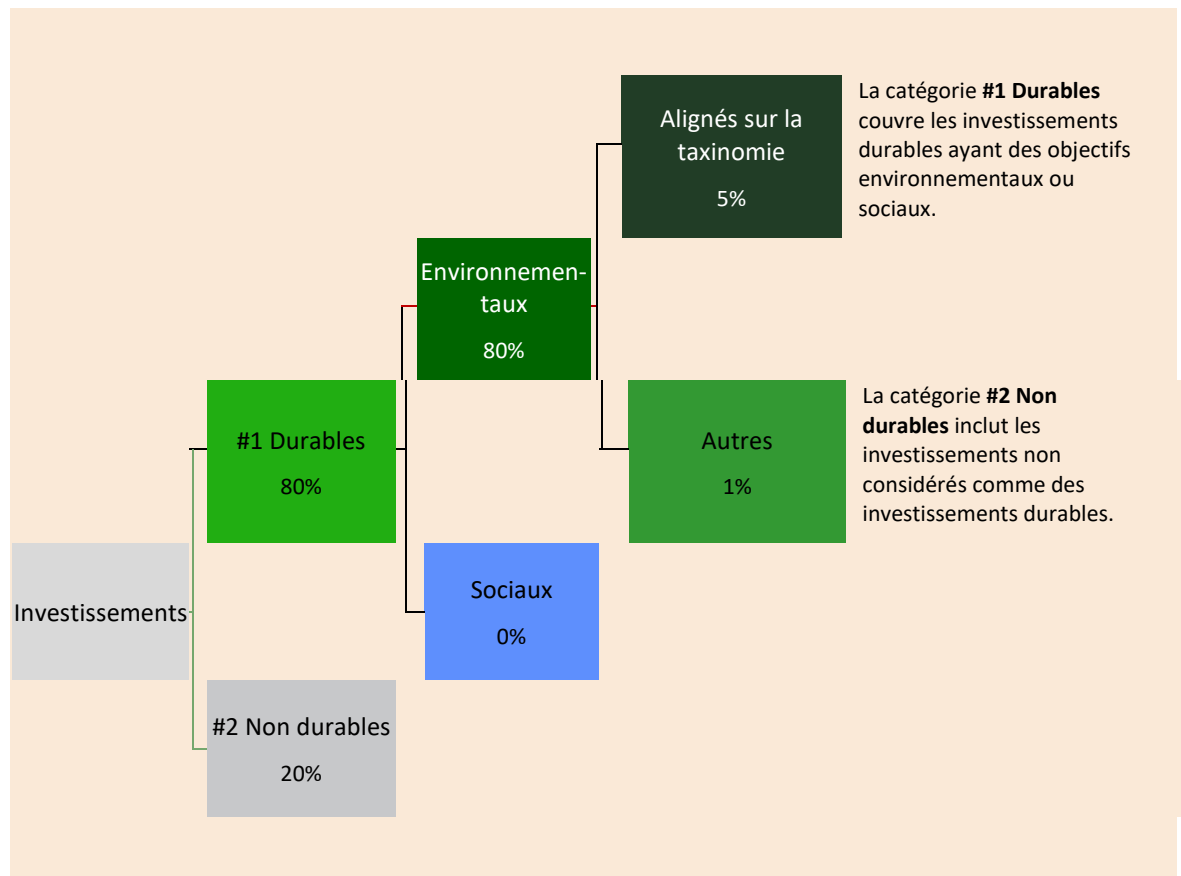 Alignés sur la
taxinomie
5%
La catégorie #1 Durables
couvre les investissements
durables ayant des objectifs
environnementaux ou
sociaux.
Environnemen-
taux
80%
#1 Durables
80%
Autres
1%
La catégorie #2 Non
durables inclut les
investissements non
considérés comme des
investissements durables.
Investissements
Sociaux
0%
#2 Non durables
20%